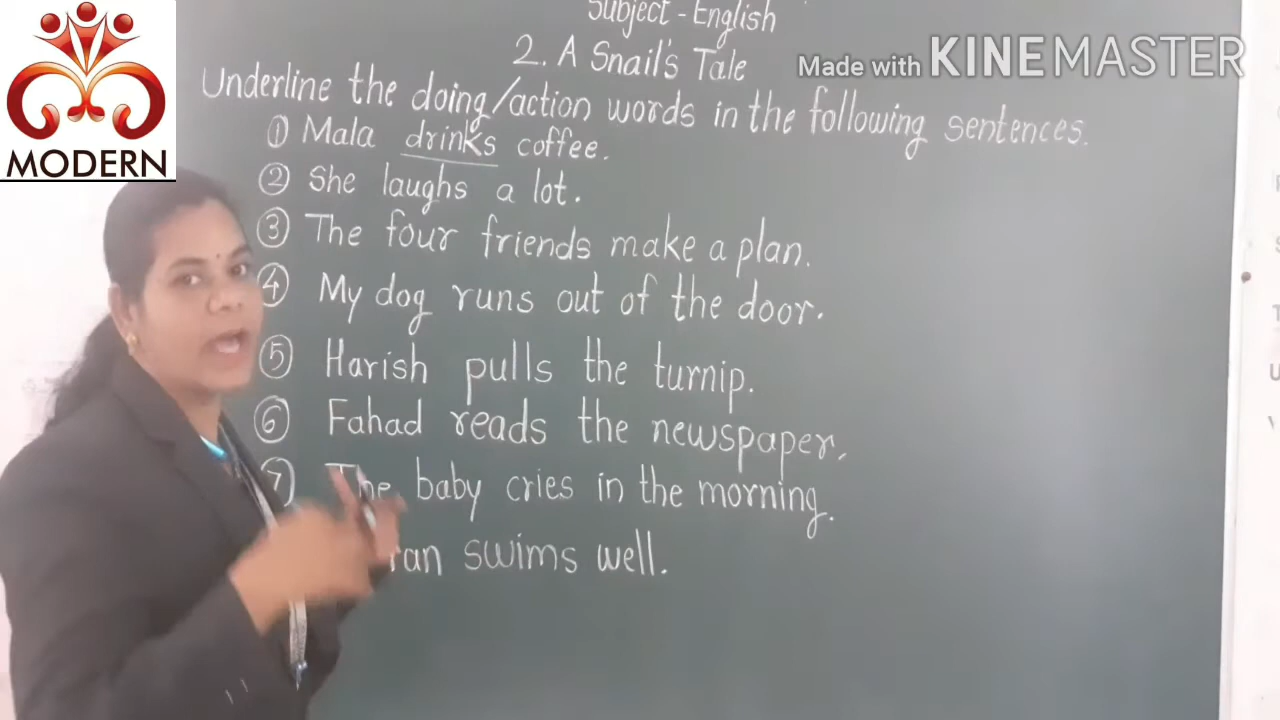 Subject - English
2. A Snail's Tale
Made with KINEMASTER
MODERN
Underline the doing/action words in the following sentences.
① Mala drinks coffee.
② She laughs a lot.
③ The four friends make a plan.
④ My dog runs out of the door.
⑤ Harish pulls the turnip.
⑥ Fahad reads the newspaper.
⑦ The baby cries in the morning.
swims well.